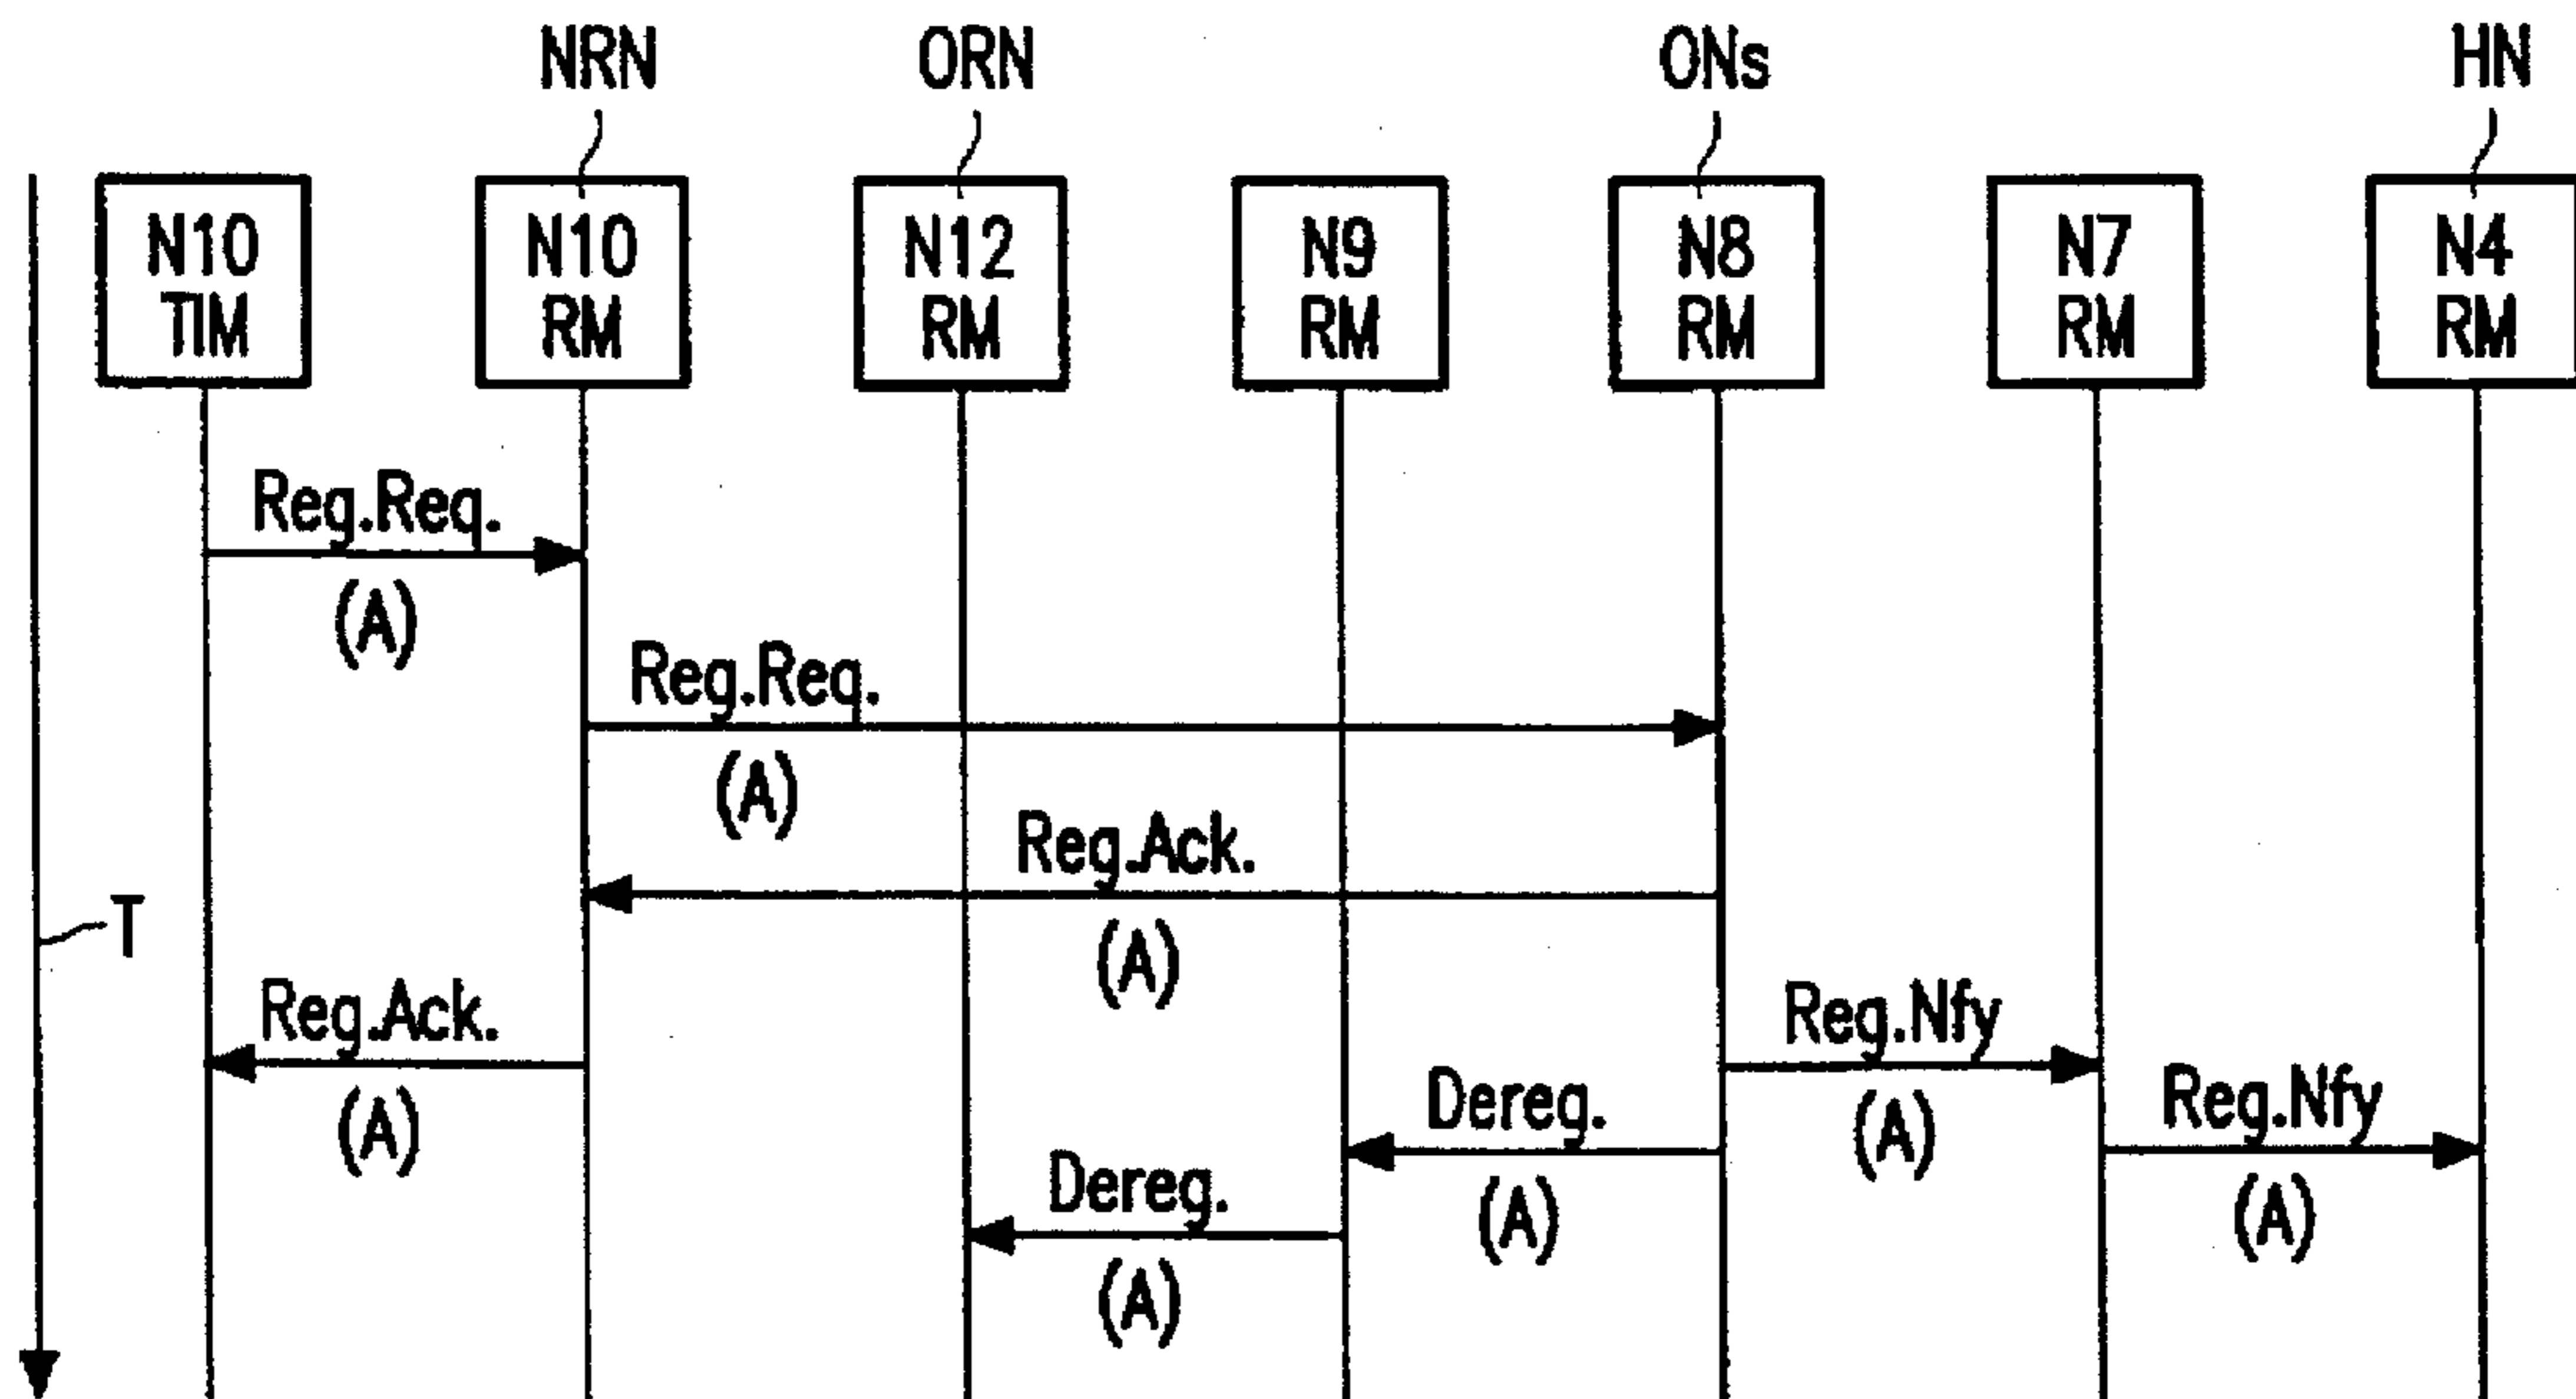 NRN
ORN
ONs
HN
N10
TIM
N10
RM
N12
RM
N9
RM
N8
RM
N7
RM
N4
RM
Reg.Req.
(A)
Reg.Req.
(A)
Reg.Ack.
(A)
T
Reg.Ack.
(A)
Reg.Nfy
(A)
Dereg.
(A)
Reg.Nfy
(A)
Dereg.
(A)